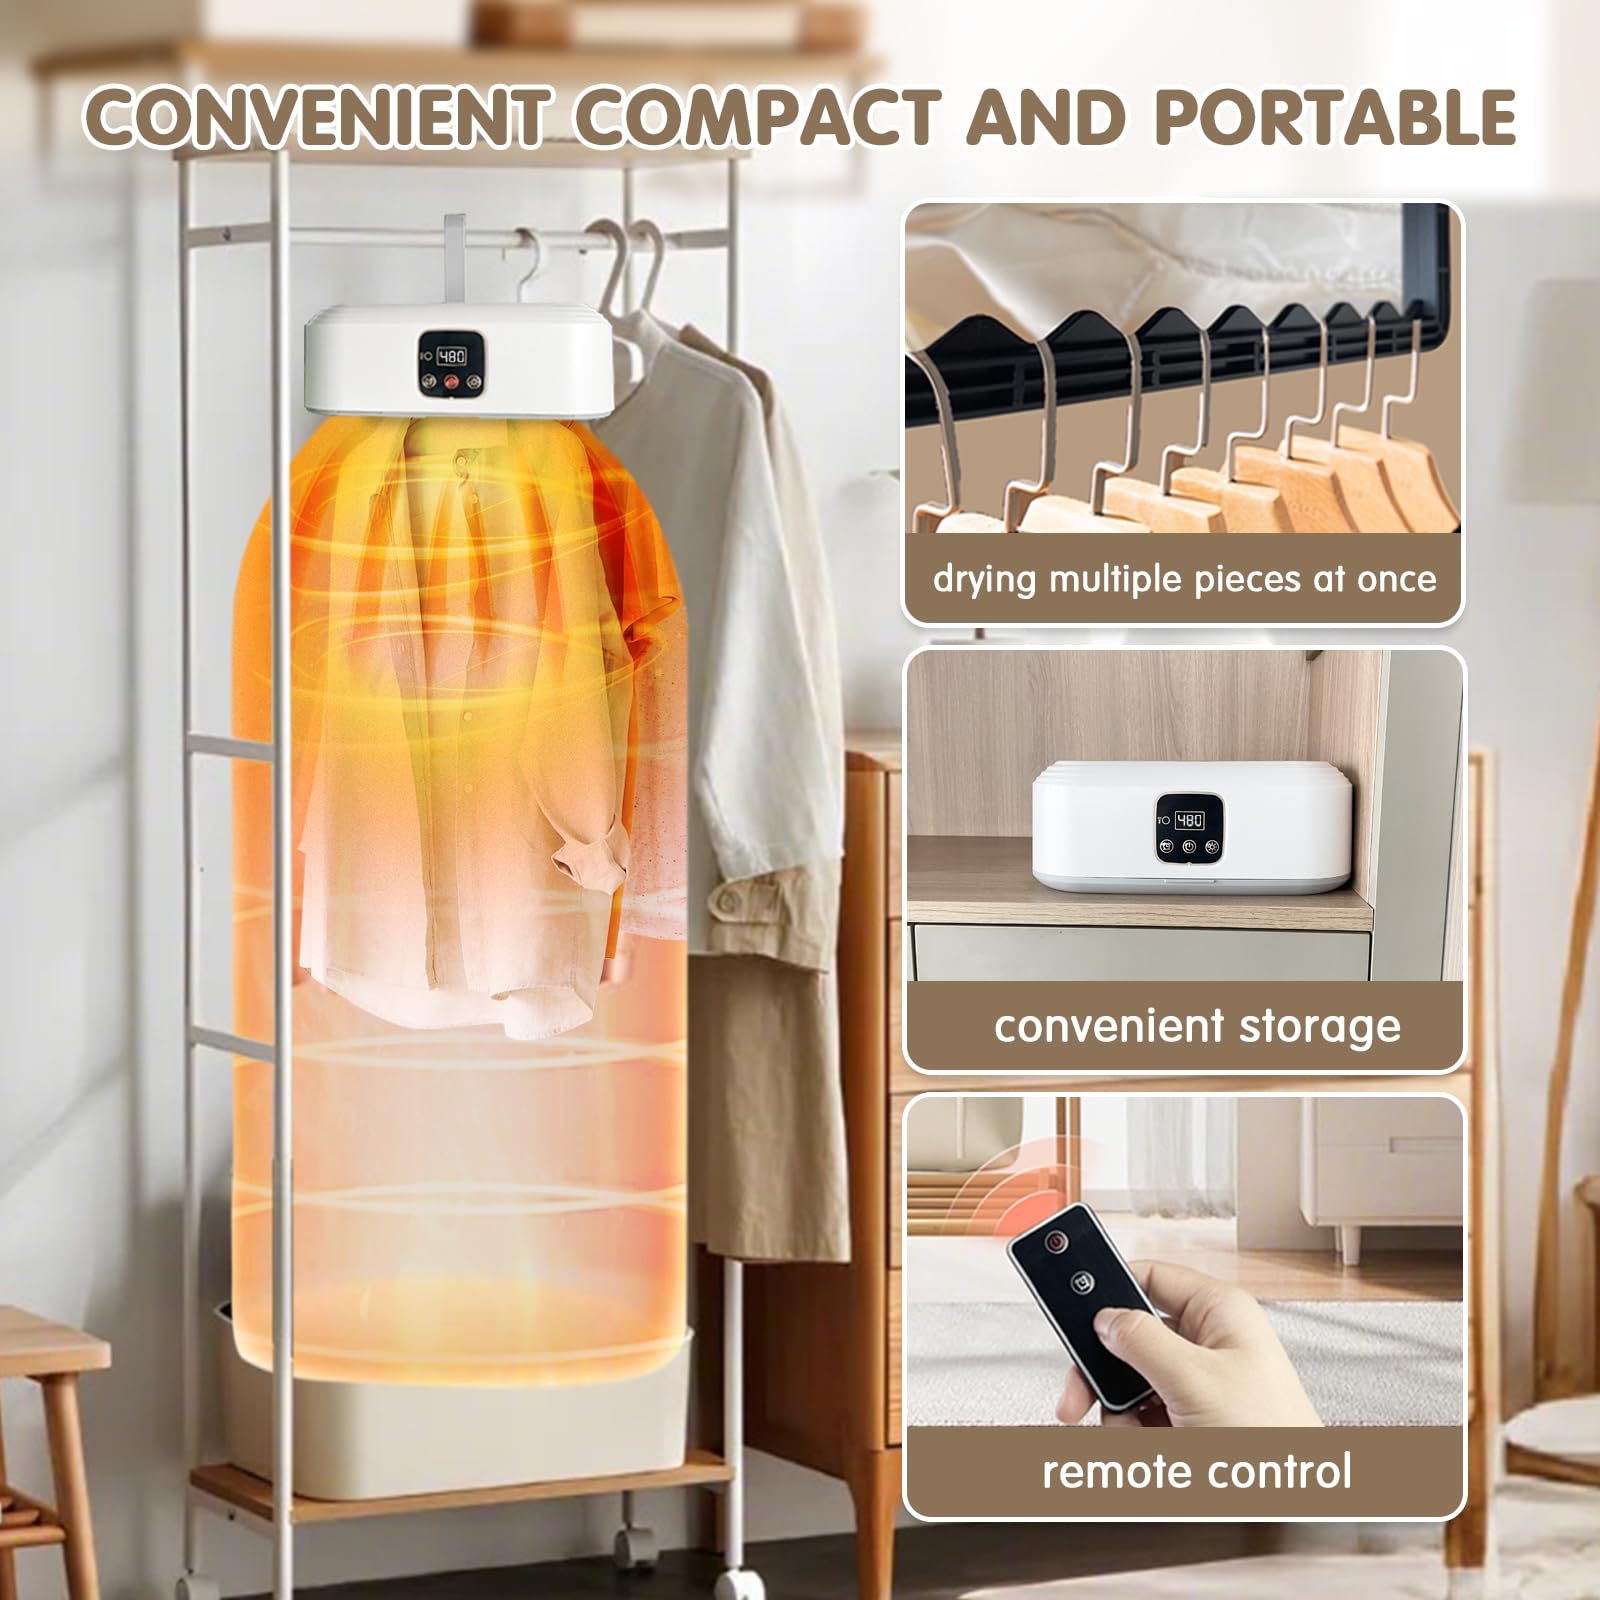 CONVENIENT COMPACT AND PORTABLE
480
drying multiple pieces at once
480
convenient storage
remote control